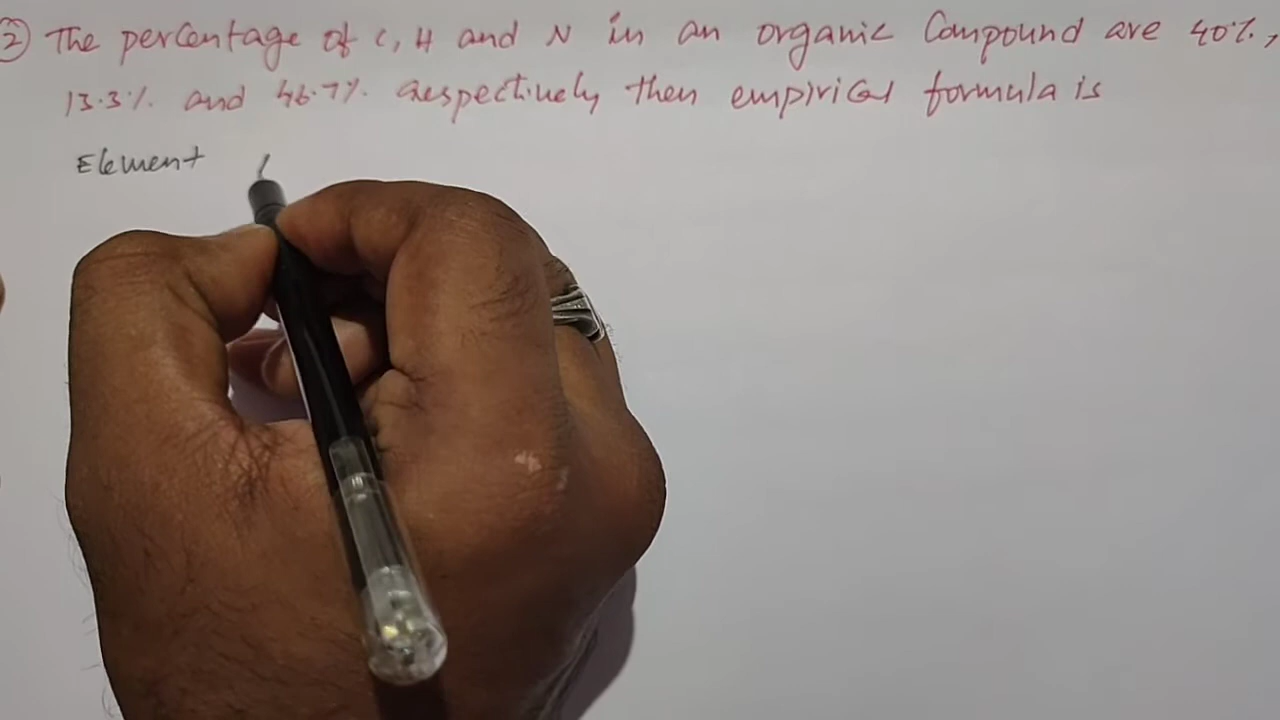 ② The percentage of C, H and N in an organic Compound are 40%,
13.3% and 46.7% respectively then empirical formula is
Element